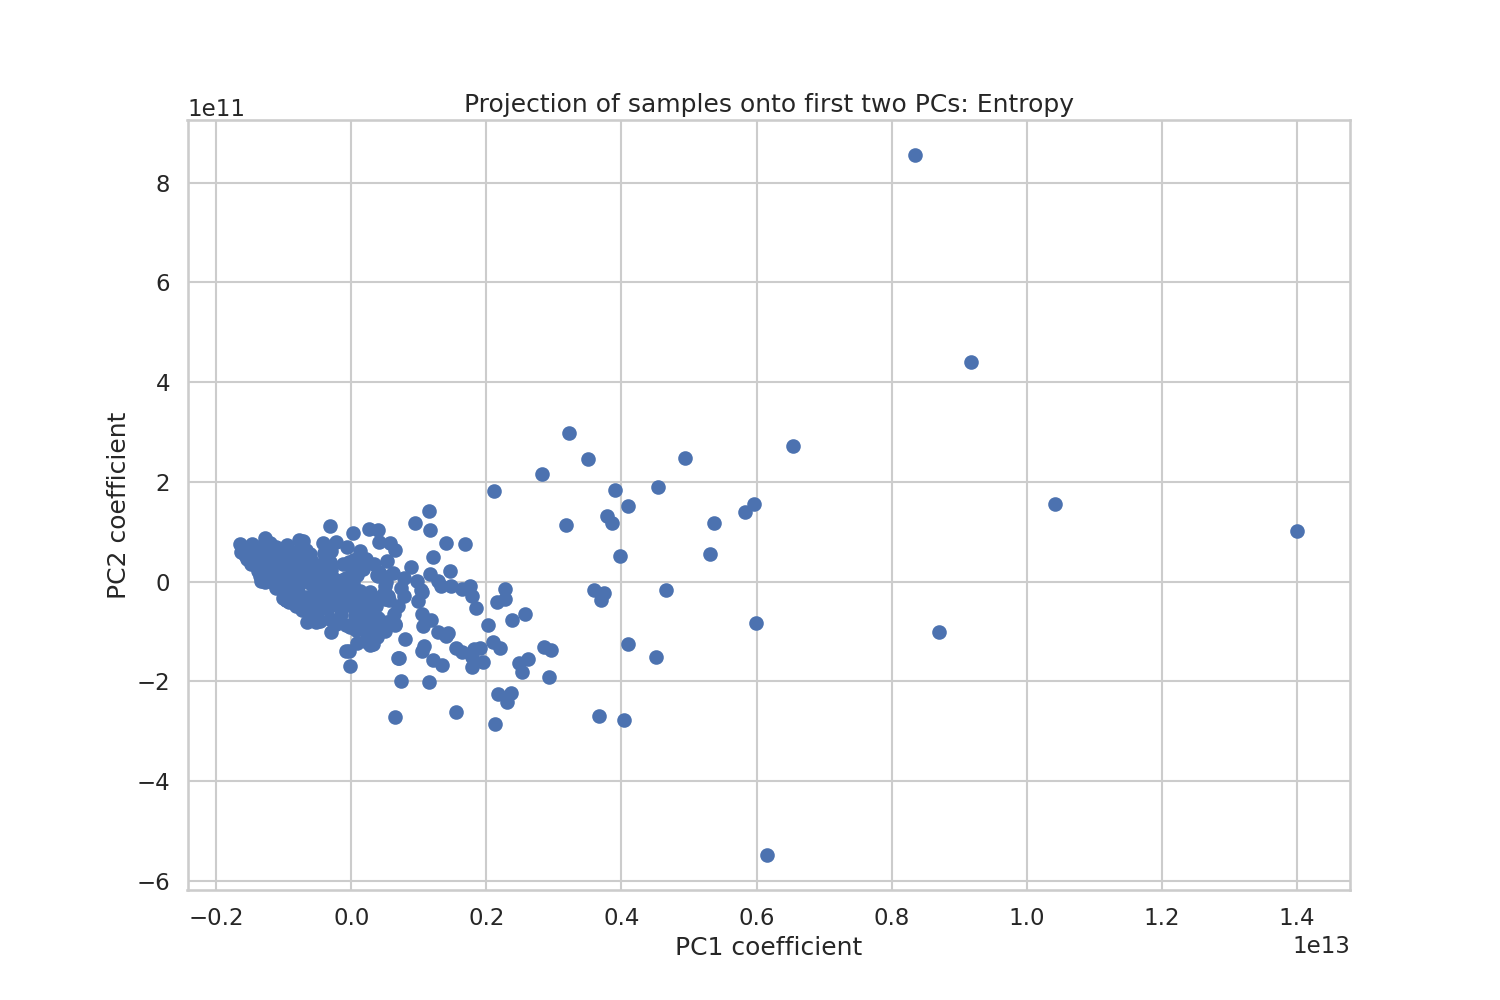 Projection of samples onto first two PCs: Entropy
1e11
8
6
4
2
0
−2
−4
−6
PC2 coefficient
−0.2 0.0 0.2 0.4 0.6 0.8 1.0 1.2 1.4
PC1 coefficient
1e13